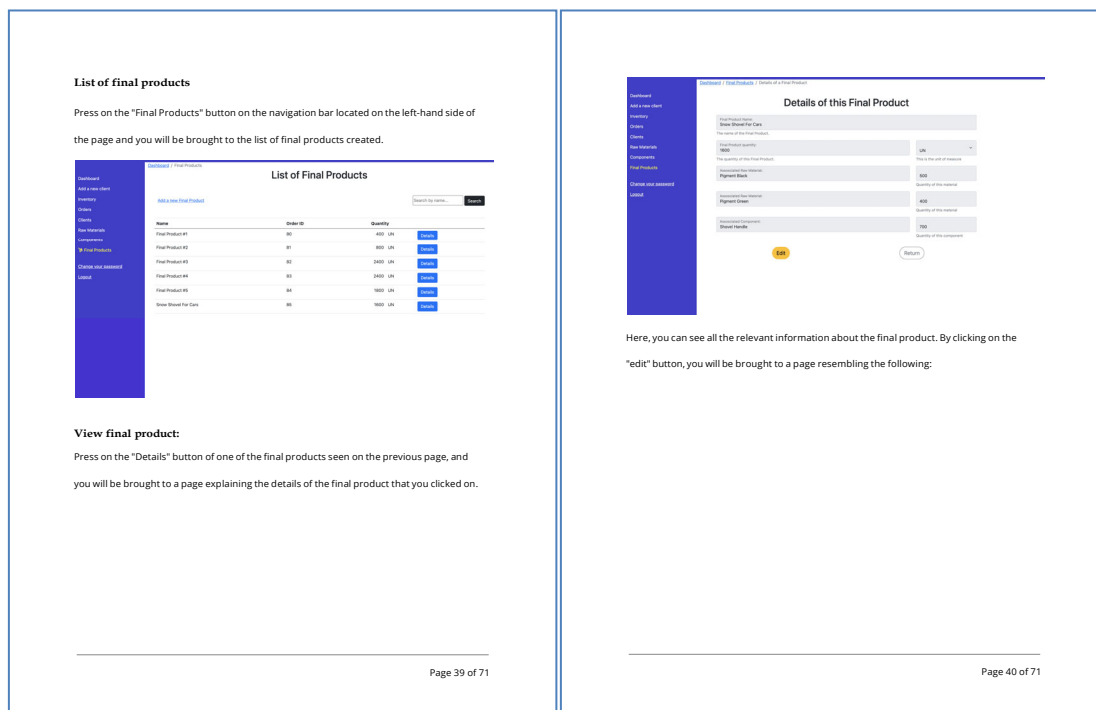 List of final products
Press on the "Final Products" button on the navigation bar located on the left-hand side of
the page and you will be brought to the list of final products created.
Dashboard / Final Products
Dashboard
Add a new client
Inventory
Orders
Clients
Raw Materials
Components
Final Products
Change your password
Logout
List of Final Products
Add a new Final Product
Search by name...
Search
Name Order ID Quantity
Final Product #1 80 400 UN Details
Final Product #2 81 800 UN Details
Final Product #3 82 2400 UN Details
Final Product #4 83 2400 UN Details
Final Product #5 84 1800 UN Details
Snow Shovel For Cars 85 1600 UN Details
View final product:
Press on the "Details" button of one of the final products seen on the previous page, and
you will be brought to a page explaining the details of the final product that you clicked on.
Page 39 of 71
Dashboard / Final Products / Details of a Final Product
Dashboard
Add a new client
Inventory
Orders
Clients
Raw Materials
Components
Final Products
Change your password
Logout
Details of this Final Product
Final Product Name
Snow Shovel For Cars
The name of the Final Product.
Final Product quantity
1600
UN
The quantity of the Final Product.
This is the unit of measure
Associated Raw Material
Pigment Black
500
Quantity of this material
Associated Raw Material
Pigment Green
400
Quantity of this material
Associated Component
Shovel Handle
700
Quantity of this component
Edit
Return
Here, you can see all the relevant information about the final product. By clicking on the
"edit" button, you will be brought to a page resembling the following:
Page 40 of 71